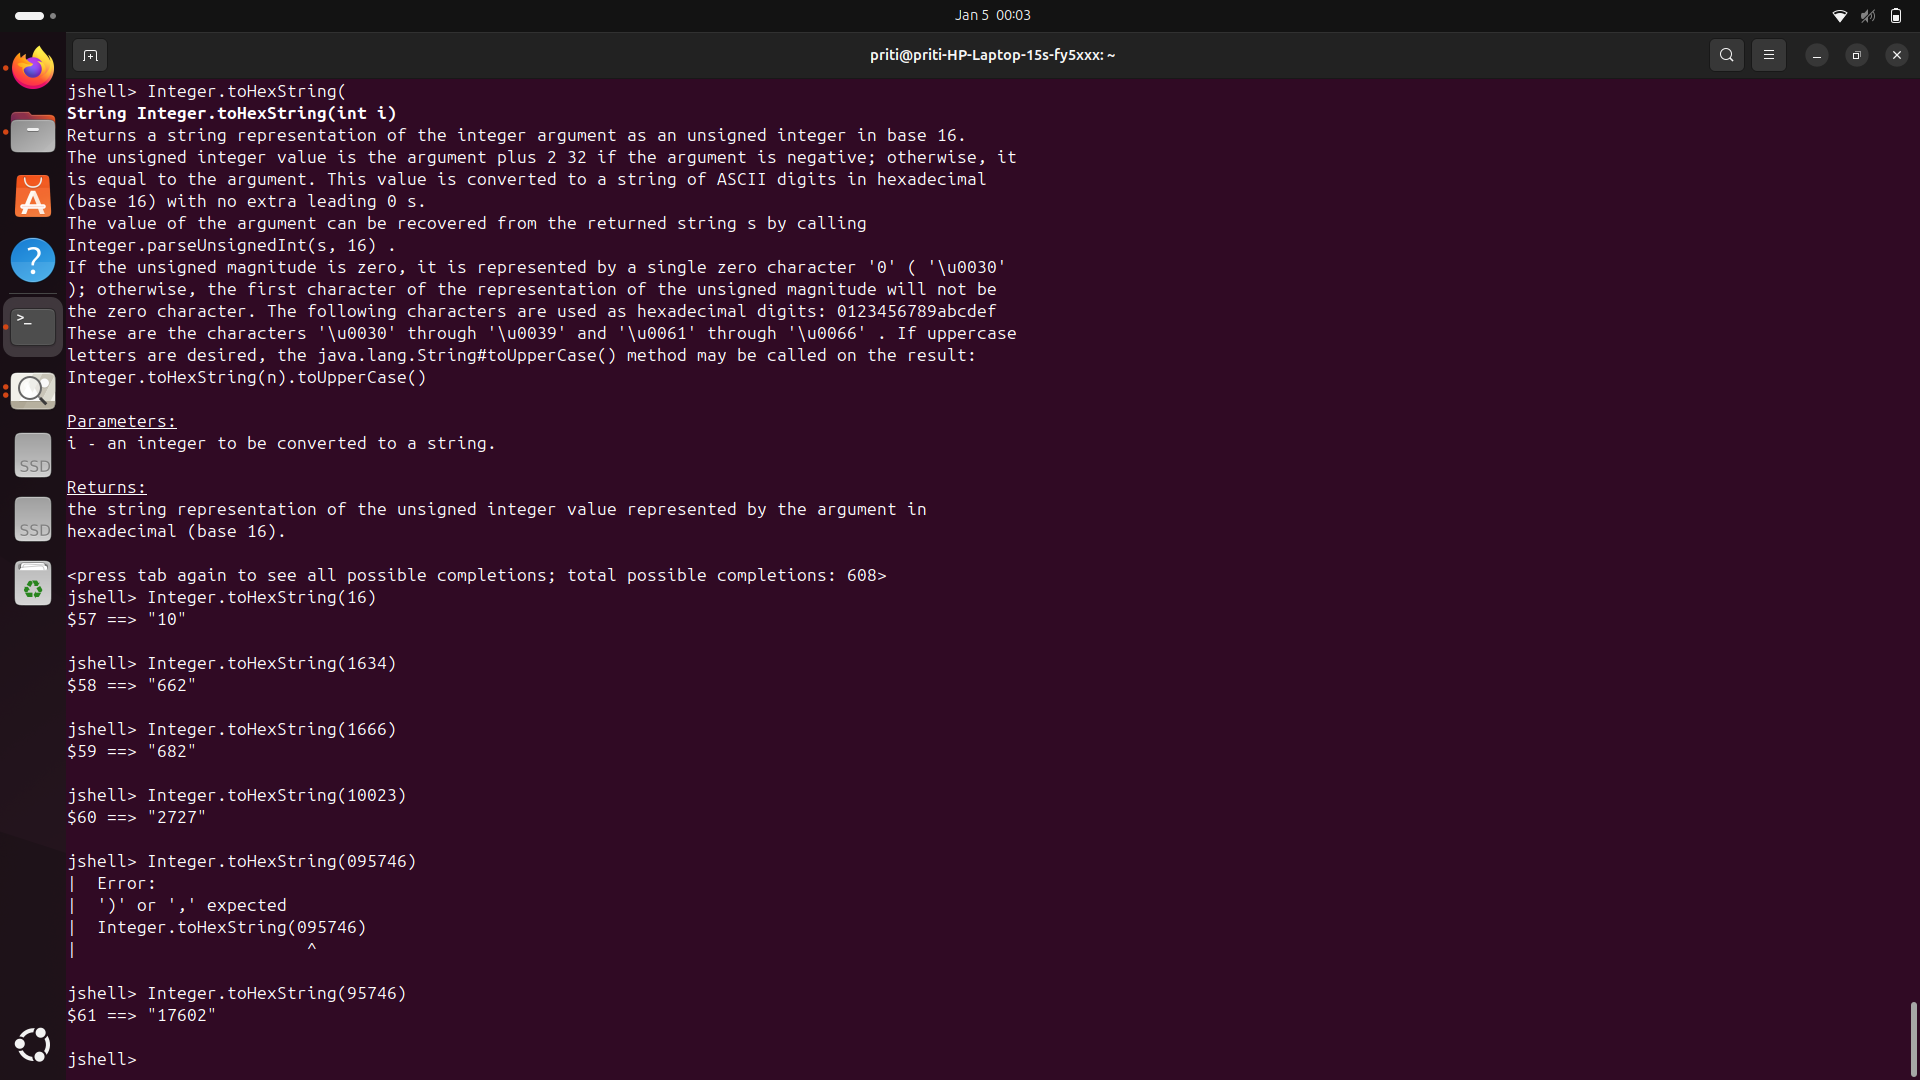 Jan 5 00:03
priti@priti-HP-Laptop-15s-fy5xxx: ~
jshell> Integer.toHexString(
String Integer.toHexString(int i)
Returns a string representation of the integer argument as an unsigned integer in base 16.
The unsigned integer value is the argument plus 2 32 if the argument is negative; otherwise, it
is equal to the argument. This value is converted to a string of ASCII digits in hexadecimal
(base 16) with no extra leading 0 s.
The value of the argument can be recovered from the returned string s by calling
Integer.parseUnsignedInt(s, 16) .
If the unsigned magnitude is zero, it is represented by a single zero character '0' ( '\u0030'
); otherwise, the first character of the representation of the unsigned magnitude will not be
the zero character. The following characters are used as hexadecimal digits: 0123456789abcdef
These are the characters '\u0030' through '\u0039' and '\u0061' through '\u0066' . If uppercase
letters are desired, the java.lang.String#toUpperCase() method may be called on the result:
Integer.toHexString(n).toUpperCase()
Parameters:
i - an integer to be converted to a string.
Returns:
the string representation of the unsigned integer value represented by the argument in
hexadecimal (base 16).
<press tab again to see all possible completions; total possible completions: 608>
jshell> Integer.toHexString(16)
$57 ==> "10"
jshell> Integer.toHexString(1634)
$58 ==> "662"
jshell> Integer.toHexString(1666)
$59 ==> "682"
jshell> Integer.toHexString(10023)
$60 ==> "2727"
jshell> Integer.toHexString(095746)
|  Error:
|  ')' or ',' expected
|  Integer.toHexString(095746)
|                       ^
jshell> Integer.toHexString(95746)
$61 ==> "17602"
jshell>
SSD
SSD